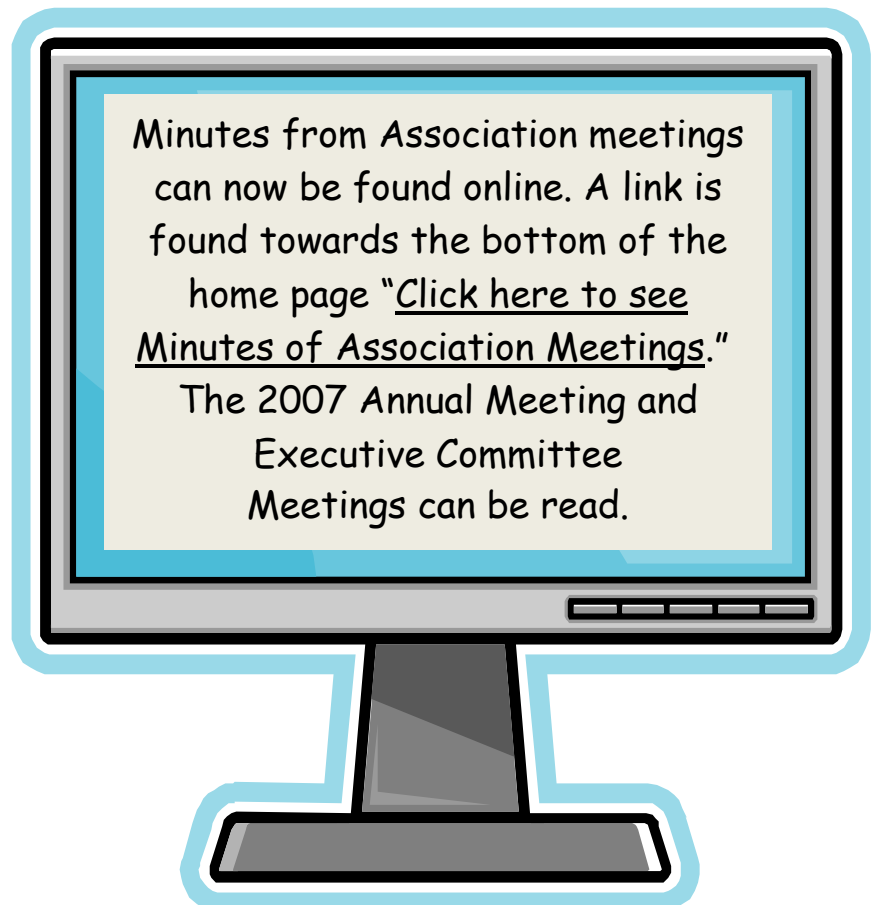 Minutes from Association meetings
can now be found online. A link is
found towards the bottom of the
home page “Click here to see
Minutes of Association Meetings.”
The 2007 Annual Meeting and
Executive Committee
Meetings can be read.